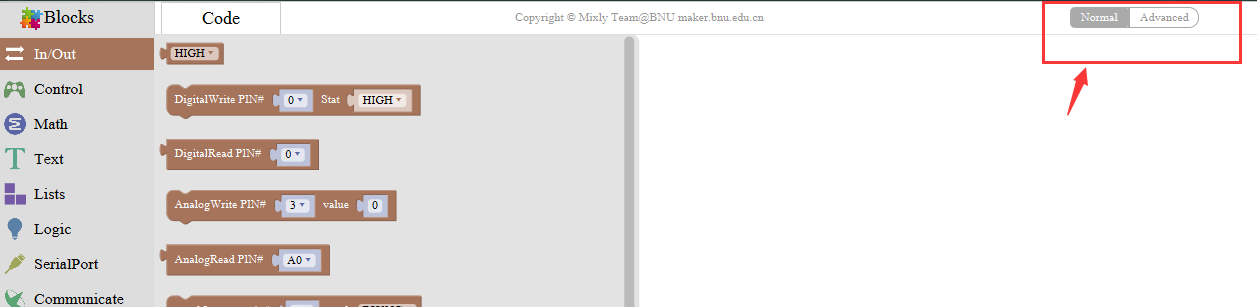 Blocks
Code
Copyright © Mixly Team@BNU maker.bnu.edu.cn
Normal Advanced
In/Out
Control
Math
Text
Lists
Logic
SerialPort
Communicate
HIGH
DigitalWrite PIN# 0 Stat HIGH
DigitalRead PIN# 0
AnalogWrite PIN# 3 value 0
AnalogRead PIN# A0